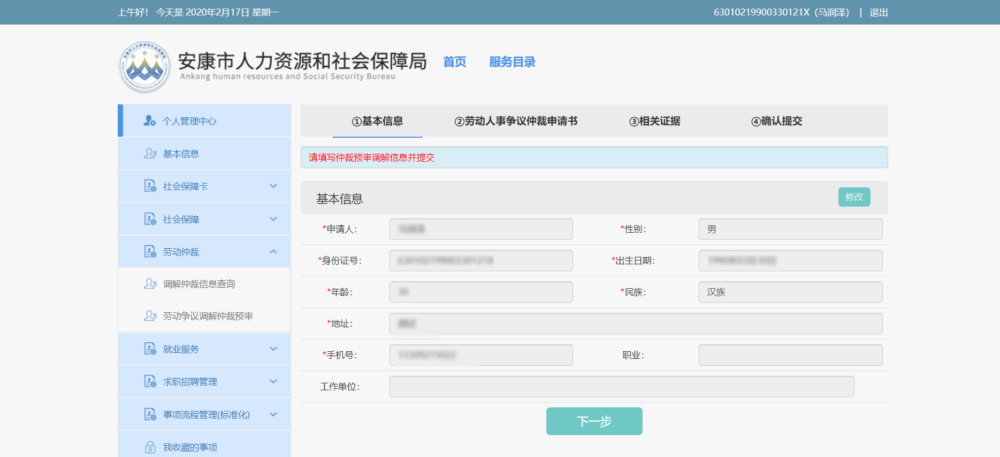 上午好！ 今天是 2020年2月17日 星期一
63010219900330121X（马润泽） | 退出
安康市人力资源和社会保障局
Ankang human resources and Social Security Bureau
首页 服务目录
个人管理中心
基本信息
社会保障卡
社会保障
劳动仲裁
调解仲裁信息查询
劳动争议调解仲裁预审
就业服务
求职招聘管理
事项流程管理(标准化)
我收藏的事项
①基本信息 ②劳动人事争议仲裁申请书 ③相关证据 ④确认提交
请填写仲裁预审调解信息并提交
基本信息 修改
*申请人： *性别： 男
*身份证号： *出生日期：
*年龄： *民族： 汉族
*地址：
*手机号： 职业：
工作单位：
下一步